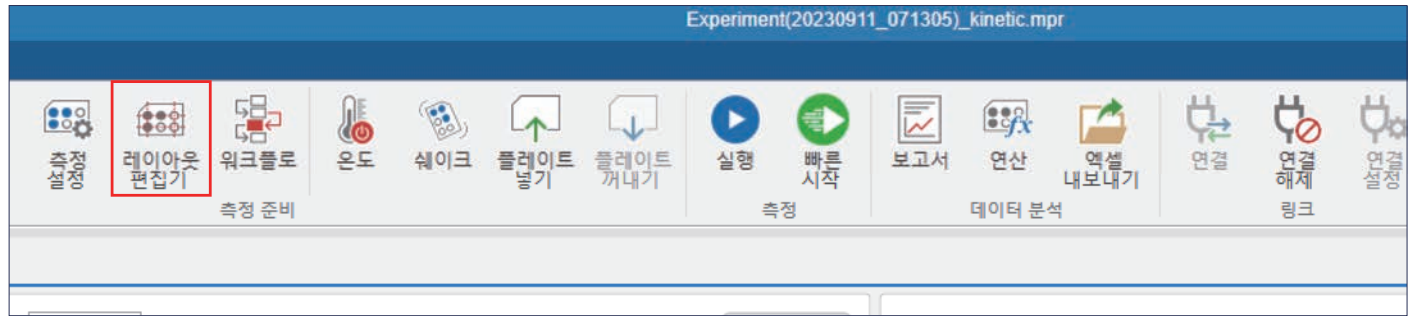 Experiment(20230911_071305)_kinetic.mpr
측정
설정
레이아웃
편집기
워크플로
온도
쉐이크
플레이트
넣기
플레이트
꺼내기
실행
빠른
시작
보고서
연산
엑셀
내보내기
연결
연결
해제
연결
설정
측정 준비
측정
데이터 분석
링크